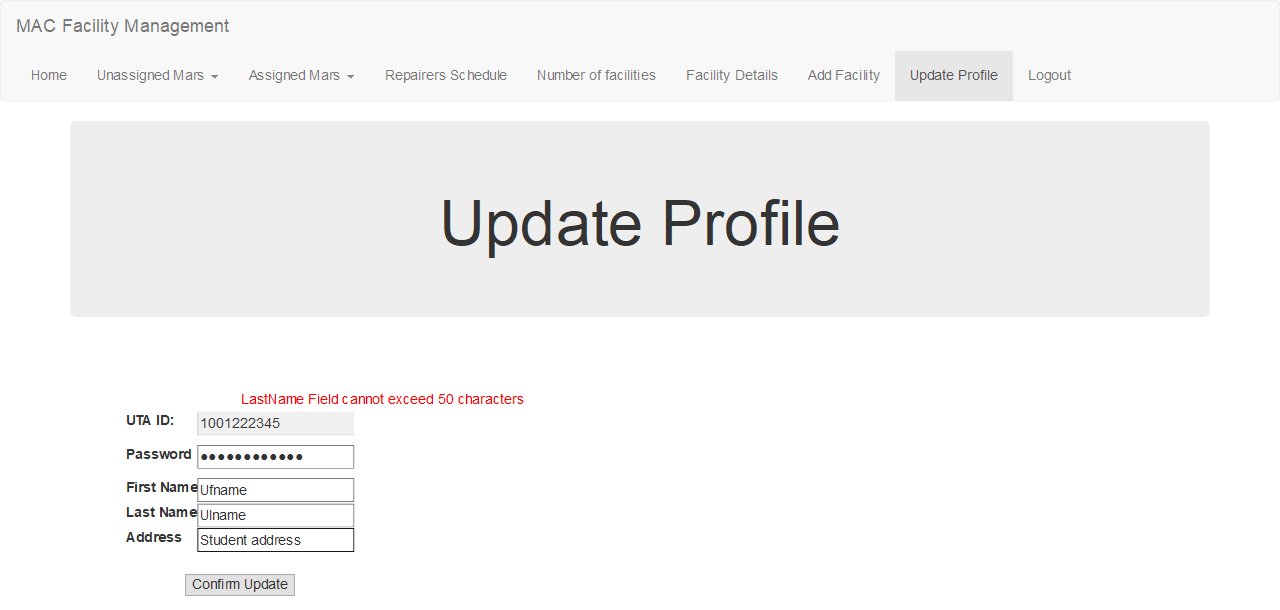 MAC Facility Management
Home Unassigned Mars Assigned Mars Repairers Schedule Number of facilities Facility Details Add Facility Update Profile Logout
Update Profile
LastName Field cannot exceed 50 characters
UTA ID: 1001222345
Password ●●●●●●●●●●●●
First Name Ufname
Last Name Ulname
Address Student address
Confirm Update